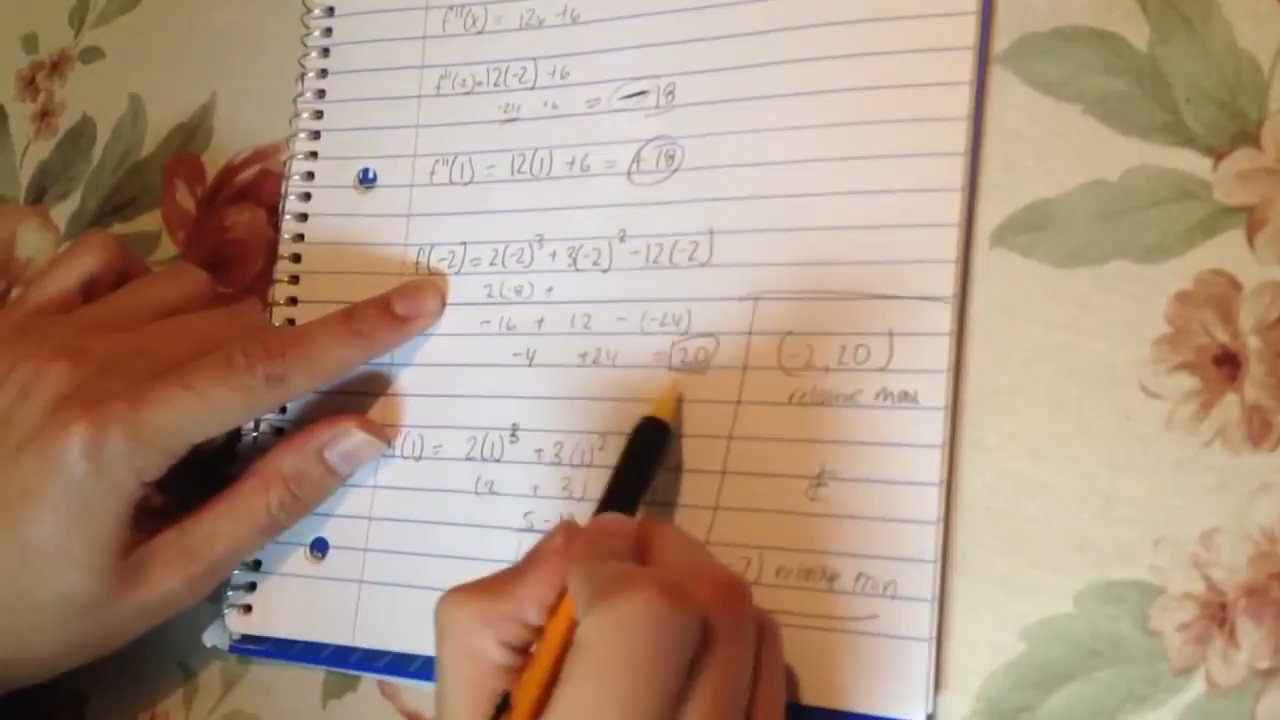 f''(x) = 12x +6
f''(-2)=12(-2) +6
-24 +6 = -18
f''(1) = 12(1) +6 = +18
f(-2) = 2(-2)³ + 3(-2)² -12(-2)
2(-8) +
-16 + 12 - (-24)
-4 +24 = 20
(-2, 20)
relative max
(1) = 2(1)³ +3(1)²
(2 + 3)
&
5 -
7) relative min